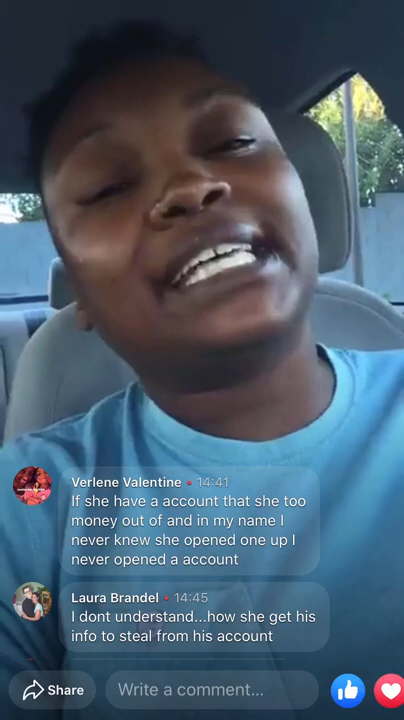 Verlene Valentine • 14:41
If she have a account that she too
money out of and in my name I
never knew she opened one up I
never opened a account
Laura Brandel • 14:45
I dont understand...how she get his
info to steal from his account
Share
Write a comment...